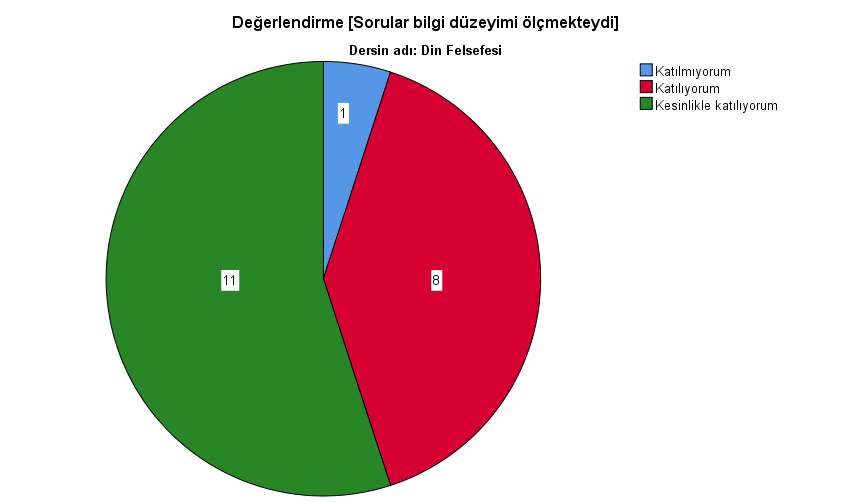 Değerlendirme [Sorular bilgi düzeyimi ölçmekteydi]
Dersin adı: Din Felsefesi
Katılmıyorum
Katılıyorum
Kesinlikle katılıyorum
1
11
8